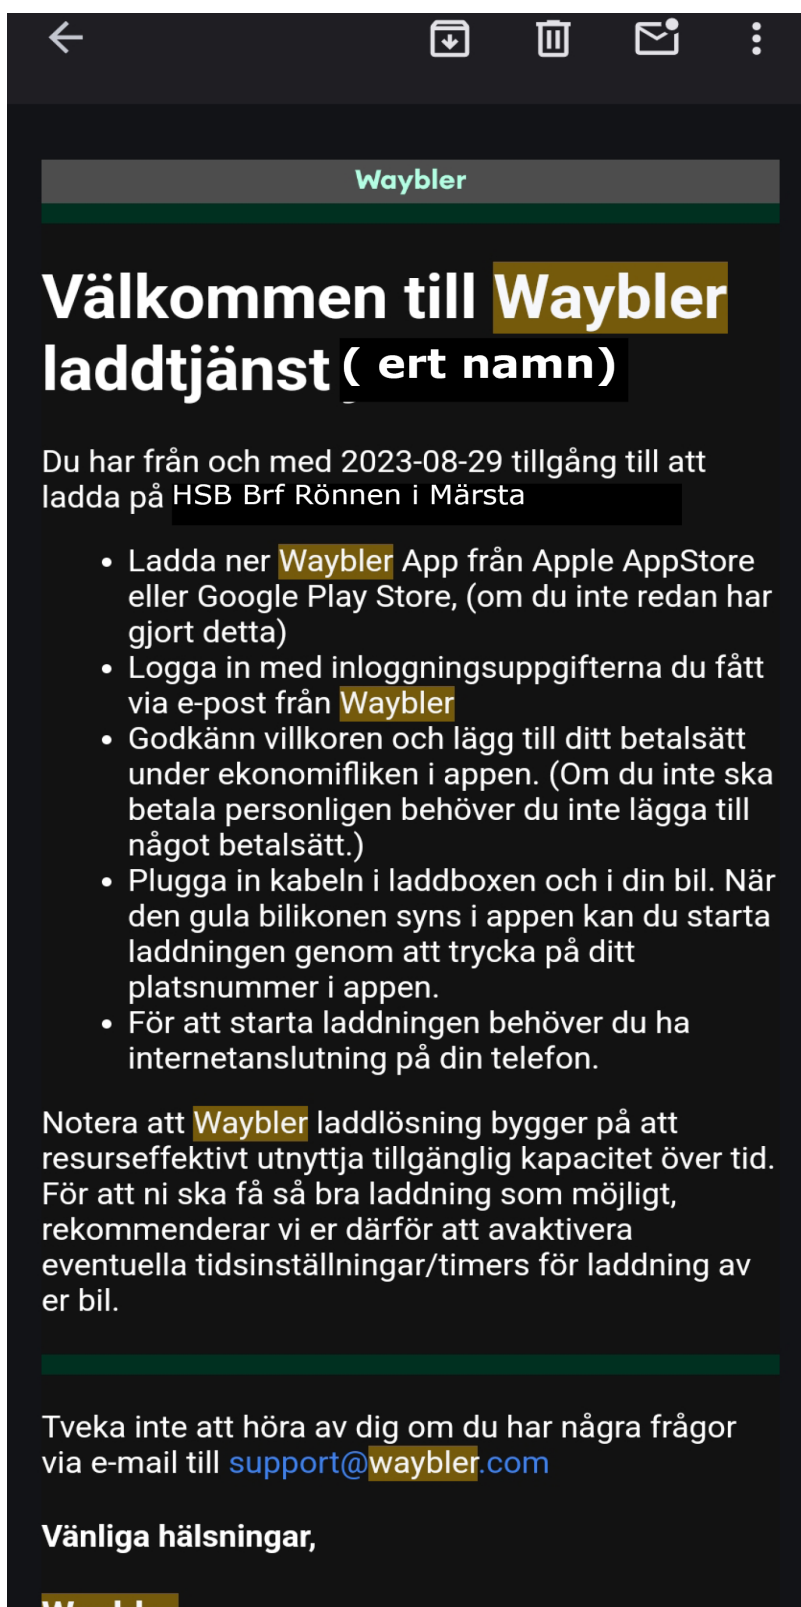 Waybler
Välkommen till Waybler
laddtjänst ( ert namn)
Du har från och med 2023-08-29 tillgång till att
ladda på HSB Brf Rönnen i Märsta
• Ladda ner Waybler App från Apple AppStore
eller Google Play Store, (om du inte redan har
gjort detta)
• Logga in med inloggningsuppgifterna du fått
via e-post från Waybler
• Godkänn villkoren och lägg till ditt betalsätt
under ekonomifliken i appen. (Om du inte ska
betala personligen behöver du inte lägga till
något betalsätt.)
• Plugga in kabeln i laddboxen och i din bil. När
den gula bilikonen syns i appen kan du starta
laddningen genom att trycka på ditt
platsnummer i appen.
• För att starta laddningen behöver du ha
internetanslutning på din telefon.
Notera att Waybler laddlösning bygger på att
resurseffektivt utnyttja tillgänglig kapacitet över tid.
För att ni ska få så bra laddning som möjligt,
rekommenderar vi er därför att avaktivera
eventuella tidsinställningar/timers för laddning av
er bil.
Tveka inte att höra av dig om du har några frågor
via e-mail till support@waybler.com
Vänliga hälsningar,